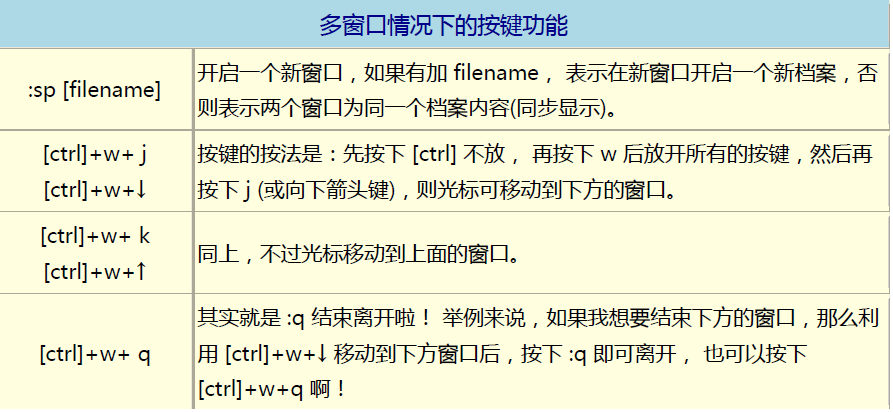 多窗口情况下的按键功能
:sp [filename]
开启一个新窗口，如果有加 filename， 表示在新窗口开启一个新档案，否
则表示两个窗口为同一个档案内容(同步显示)。
[ctrl]+w+ j
[ctrl]+w+↓
按键的按法是：先按下 [ctrl] 不放， 再按下 w 后放开所有的按键，然后再
按下 j (或向下箭头键)，则光标可移动到下方的窗口。
[ctrl]+w+ k
[ctrl]+w+↑
同上，不过光标移动到上面的窗口。
[ctrl]+w+ q
其实就是 :q 结束离开啦！ 举例来说，如果我想要结束下方的窗口，那么利
用 [ctrl]+w+↓ 移动到下方窗口后，按下 :q 即可离开， 也可以按下
[ctrl]+w+q 啊！